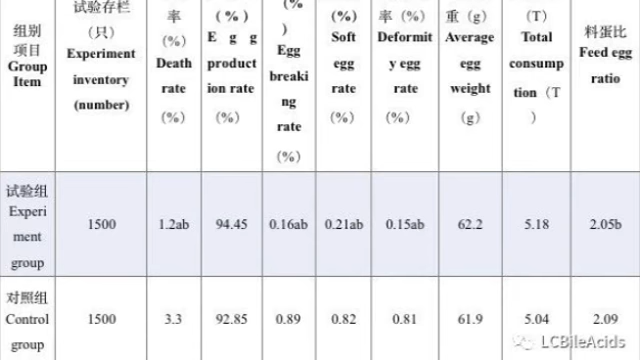 组别
项目
Group
Item
试验存栏
（只）
Experiment
inventory
(number)
率
（%）
Death
rate
（%）
（%）
Egg
product
ion rate
（%）
（%
）
Egg
breaki
ng
rate
（%）
（%）
Soft
egg
rate
（%）
率（%）
Deformit
y egg
rate
（%）
重（g）
Average
egg
weight
（g）
（T）
Total
consump
tion（T
）
料蛋比
Feed egg
ratio
试验组
Experi
ment
group
1500
1.2ab
94.45
0.16ab
0.21ab
0.15ab
62.2
5.18
2.05b
对照组
Control
group
1500
3.3
92.85
0.89
0.82
0.81
61.9
5.04
2.09
LCBileAcids